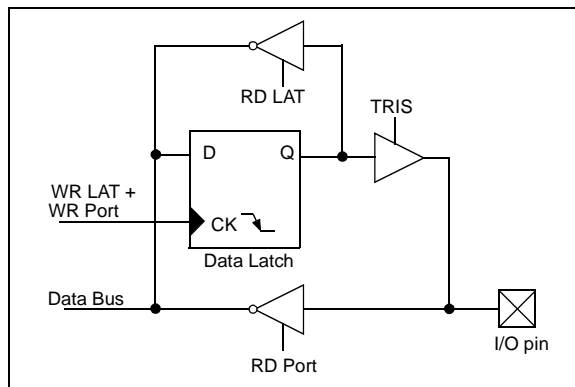 RD LAT
TRIS
D
Q
WR LAT +
WR Port
CK
Data Latch
Data Bus
RD Port
I/O pin